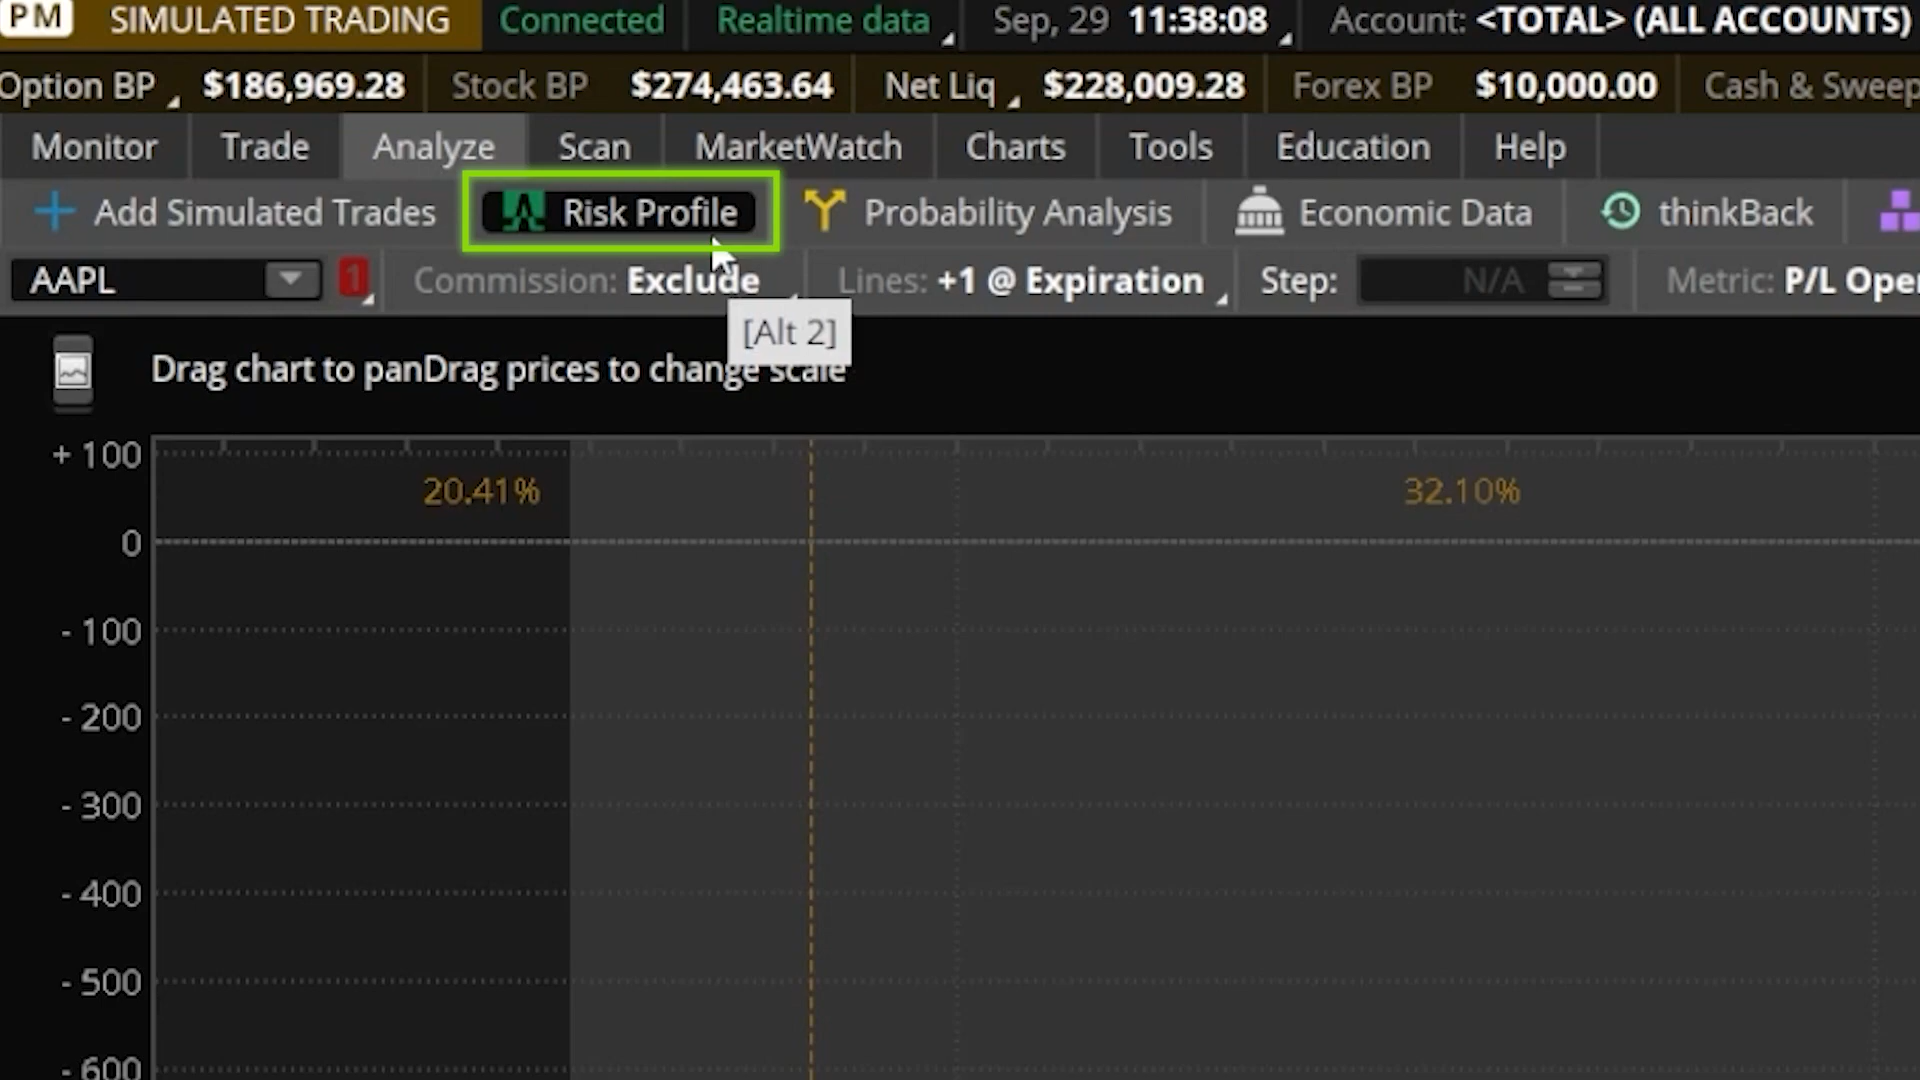 PM SIMULATED TRADING Connected Realtime data Sep, 29 11:38:08 Account: <TOTAL> (ALL ACCOUNTS)
Option BP $186,969.28 Stock BP $274,463.64 Net Liq $228,009.28 Forex BP $10,000.00 Cash & Sweep
Monitor Trade Analyze Scan MarketWatch Charts Tools Education Help
Add Simulated Trades Risk Profile Probability Analysis Economic Data thinkBack
AAPL 1 Commission: Exclude Lines: +1 @ Expiration Step: N/A Metric: P/L Open
[Alt 2]
Drag chart to panDrag prices to change scale
+ 100
20.41% 32.10%
0
- 100
- 200
- 300
- 400
- 500
- 600